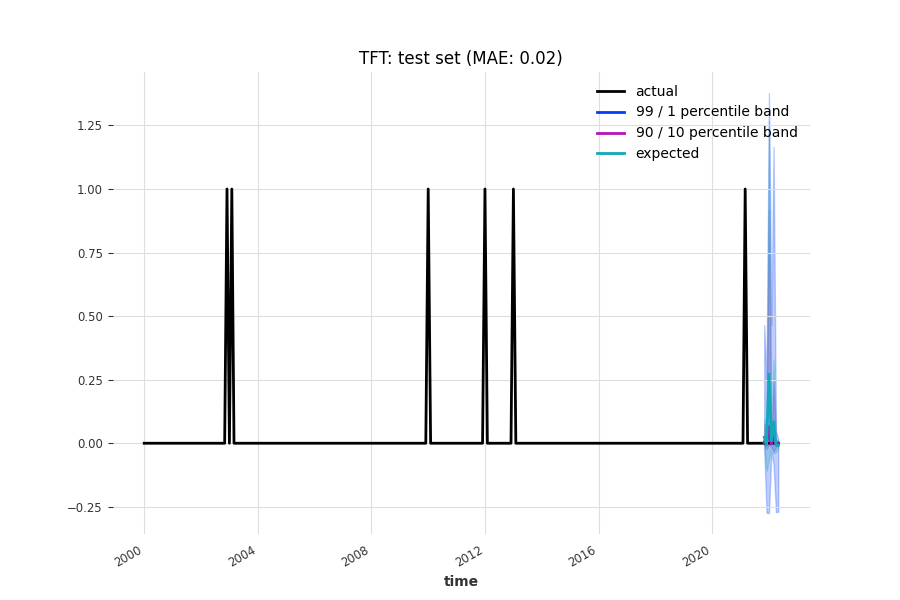 TFT: test set (MAE: 0.02)
actual
99 / 1 percentile band
90 / 10 percentile band
expected
1.25
1.00
0.75
0.50
0.25
0.00
−0.25
2000
2004
2008
2012
2016
2020
time